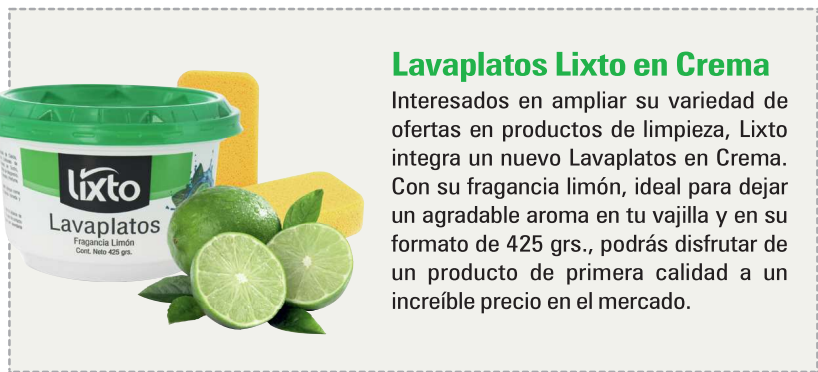 Lavaplatos Lixto en Crema
Interesados en ampliar su variedad de
ofertas en productos de limpieza, Lixto
integra un nuevo Lavaplatos en Crema.
Con su fragancia limón, ideal para dejar
un agradable aroma en tu vajilla y en su
formato de 425 grs., podrás disfrutar de
un producto de primera calidad a un
increíble precio en el mercado.
lixto
Lavaplatos
Fragancia Limón
Cont. Neto 425 grs.